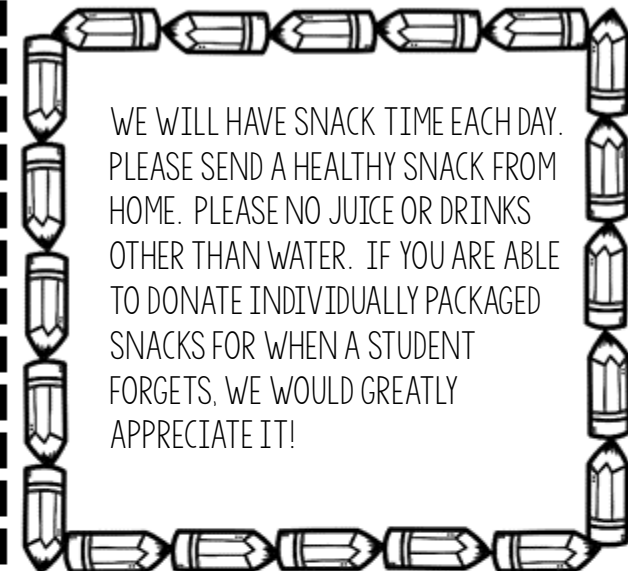 WE WILL HAVE SNACK TIME EACH DAY.
PLEASE SEND A HEALTHY SNACK FROM
HOME. PLEASE NO JUICE OR DRINKS
OTHER THAN WATER. IF YOU ARE ABLE
TO DONATE INDIVIDUALLY PACKAGED
SNACKS FOR WHEN A STUDENT
FORGETS, WE WOULD GREATLY
APPRECIATE IT!